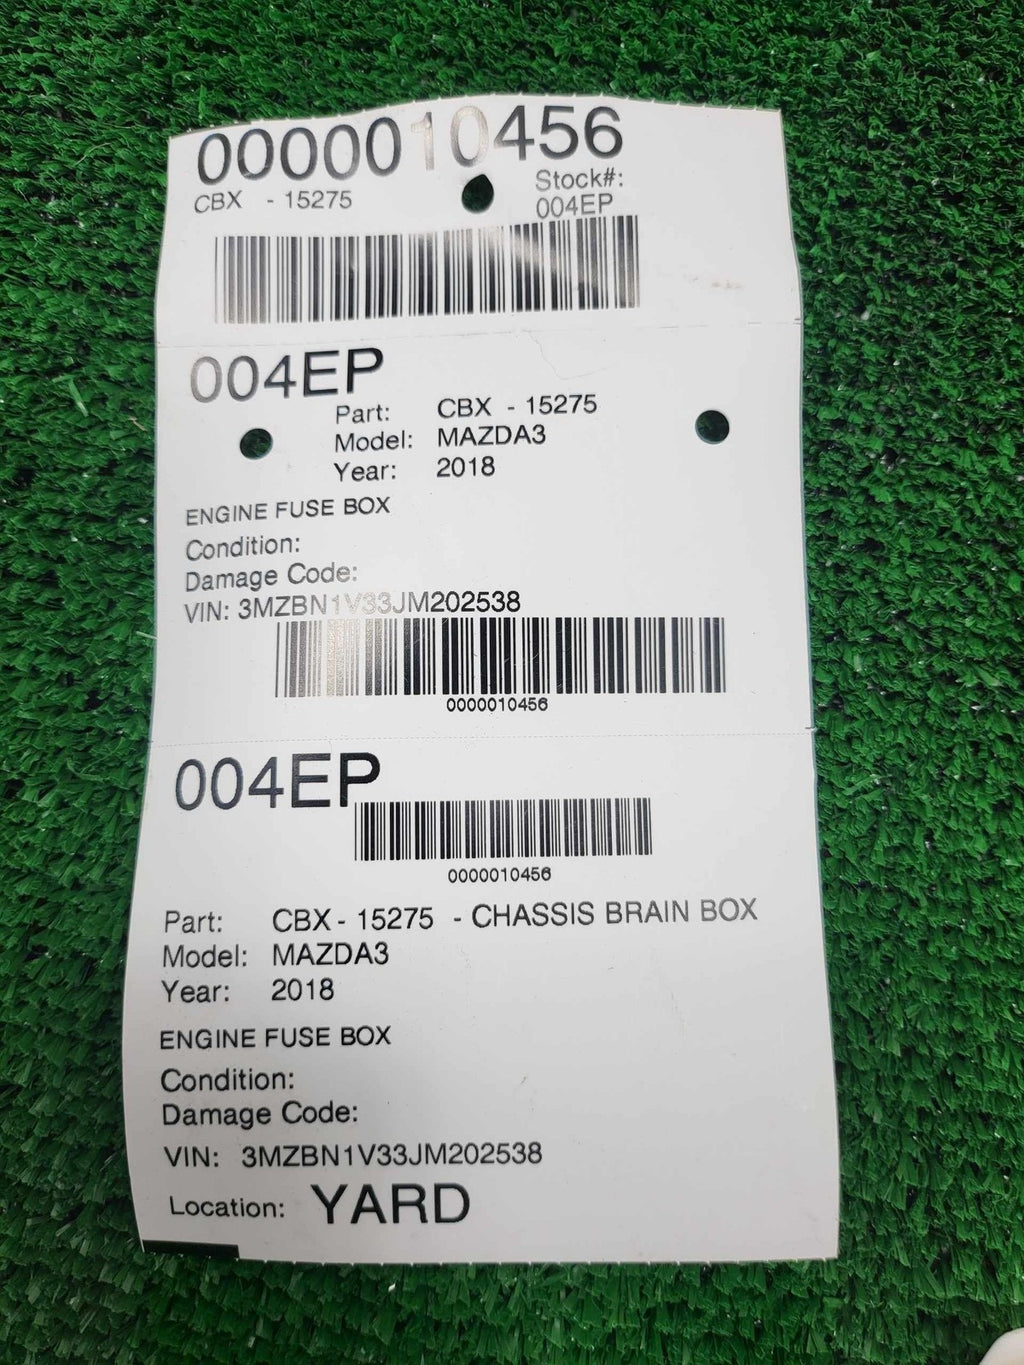 0000010456
CBX - 15275
Stock#:
004EP
004EP
Part: CBX - 15275
Model: MAZDA3
Year: 2018
ENGINE FUSE BOX
Condition:
Damage Code:
VIN: 3MZBN1V33JM202538
0000010456
004EP
0000010456
Part: CBX - 15275 - CHASSIS BRAIN BOX
Model: MAZDA3
Year: 2018
ENGINE FUSE BOX
Condition:
Damage Code:
VIN: 3MZBN1V33JM202538
Location: YARD